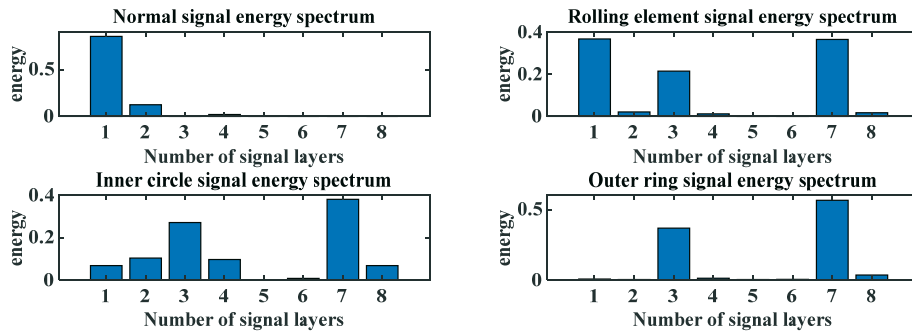 Normal signal energy spectrum
energy
0.5
0
1 2 3 4 5 6 7 8
Number of signal layers
Rolling element signal energy spectrum
energy
0.4
0.2
0
1 2 3 4 5 6 7 8
Number of signal layers
Inner circle signal energy spectrum
energy
0.4
0.2
0
1 2 3 4 5 6 7 8
Number of signal layers
Outer ring signal energy spectrum
energy
0.5
0
1 2 3 4 5 6 7 8
Number of signal layers